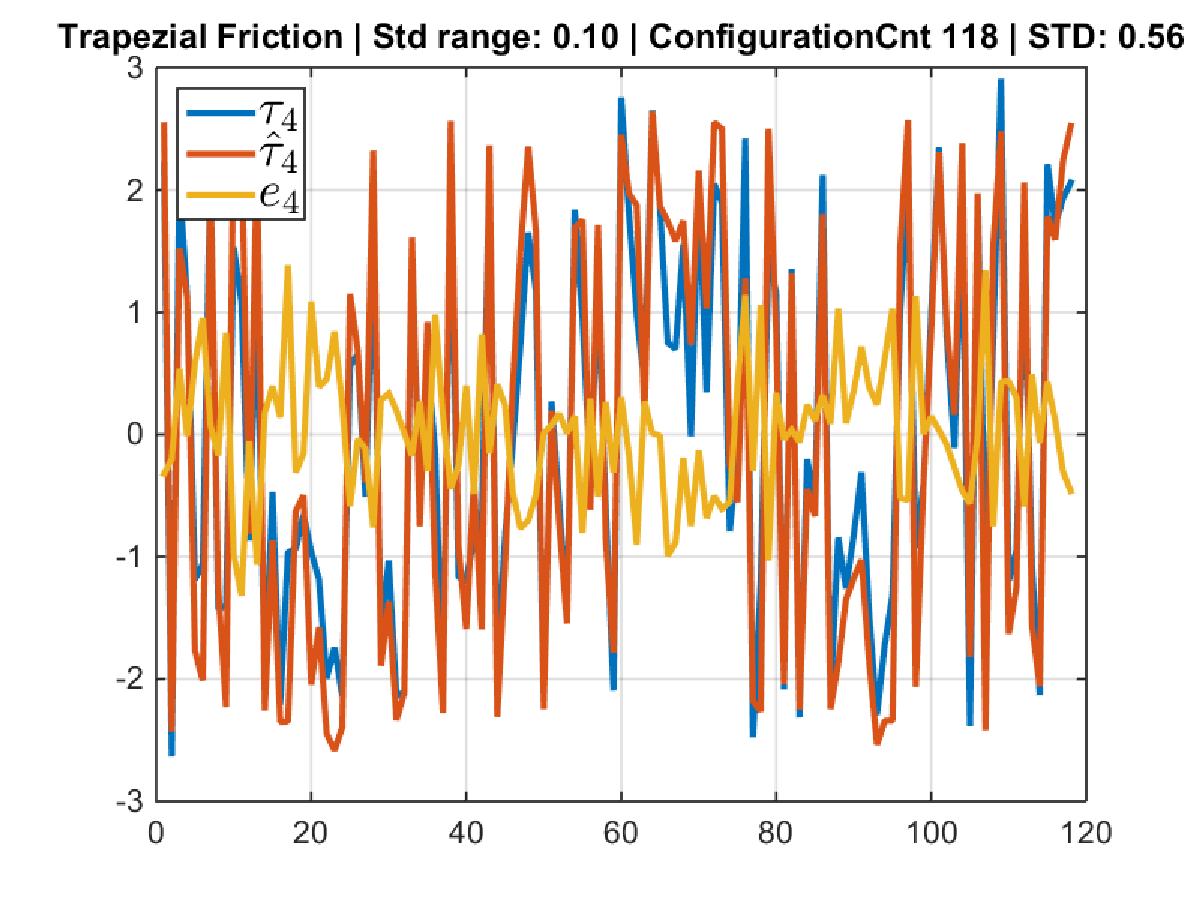 Trapezial Friction | Std range: 0.10 | ConfigurationCnt 118 | STD: 0.56
3
τ₄
τ̂₄
e₄
2
1
0
-1
-2
-3
0 20 40 60 80 100 120